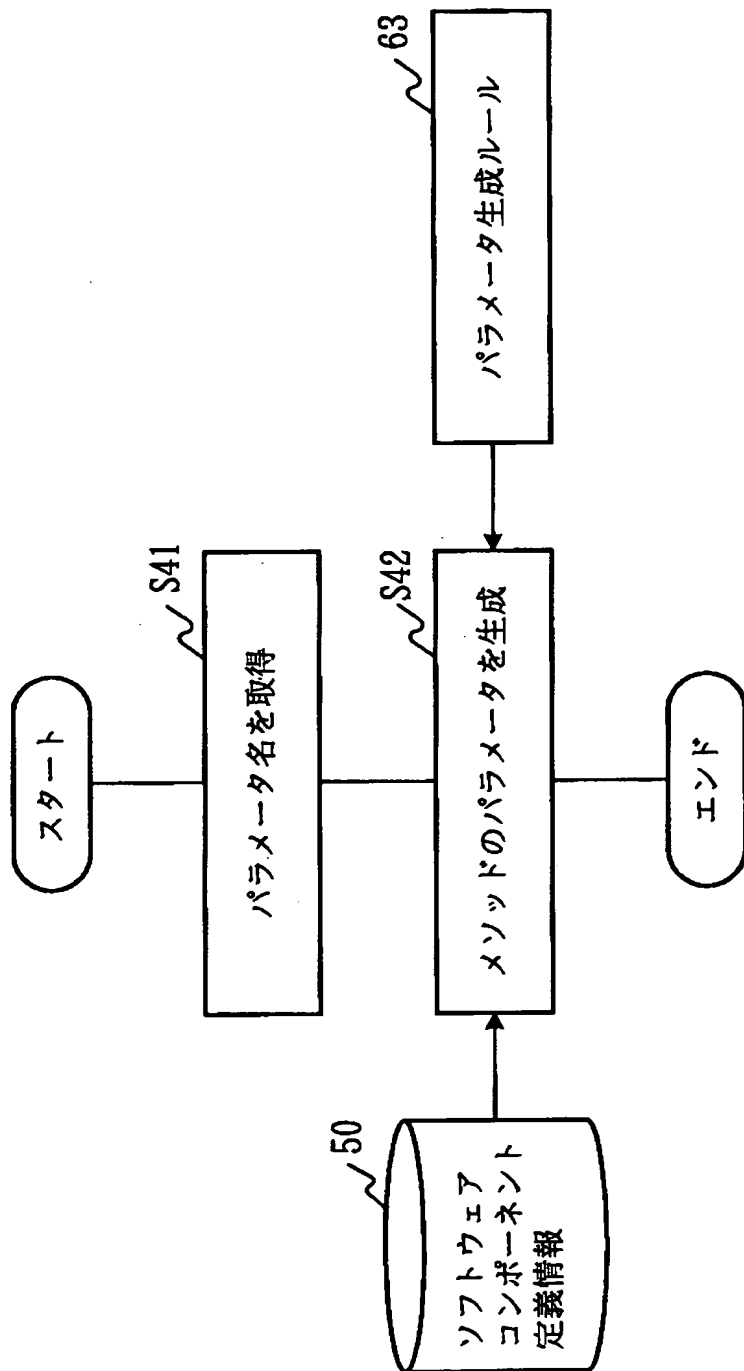 スタート
S41
パラメータ名を取得
50
ソフトウェア
コンポーネント
定義情報
S42
メソッドのパラメータを生成
63
パラメータ生成ルール
エンド